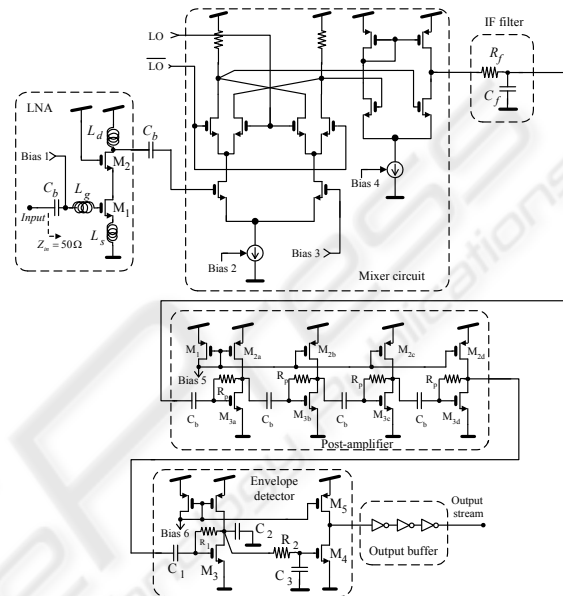 LO
LO
IF filter
R_f
C_f
LNA
L_d
C_b
Bias 1
M_2
C_b
L_g
M_1
Input
Z_in = 50Ω
L_s
Bias 4
Bias 2
Bias 3
Mixer circuit
M_1
M_2a
M_2b
M_2c
M_2d
Bias 5
R_p
R_p
R_p
R_p
C_b
M_3a
C_b
M_3b
C_b
M_3c
C_b
M_3d
Post-amplifier
Envelope
detector
M_5
Bias 6
C_2
R_1
R_2
C_1
M_3
C_3
M_4
Output
stream
Output buffer